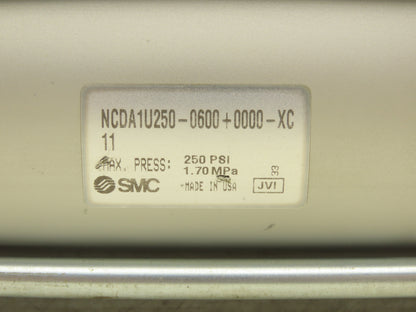 NCDA1U250-0600+0000-XC
11
MAX. PRESS: 250 PSI
1.70 MPa
SMC -MADE IN USA
33
JVI